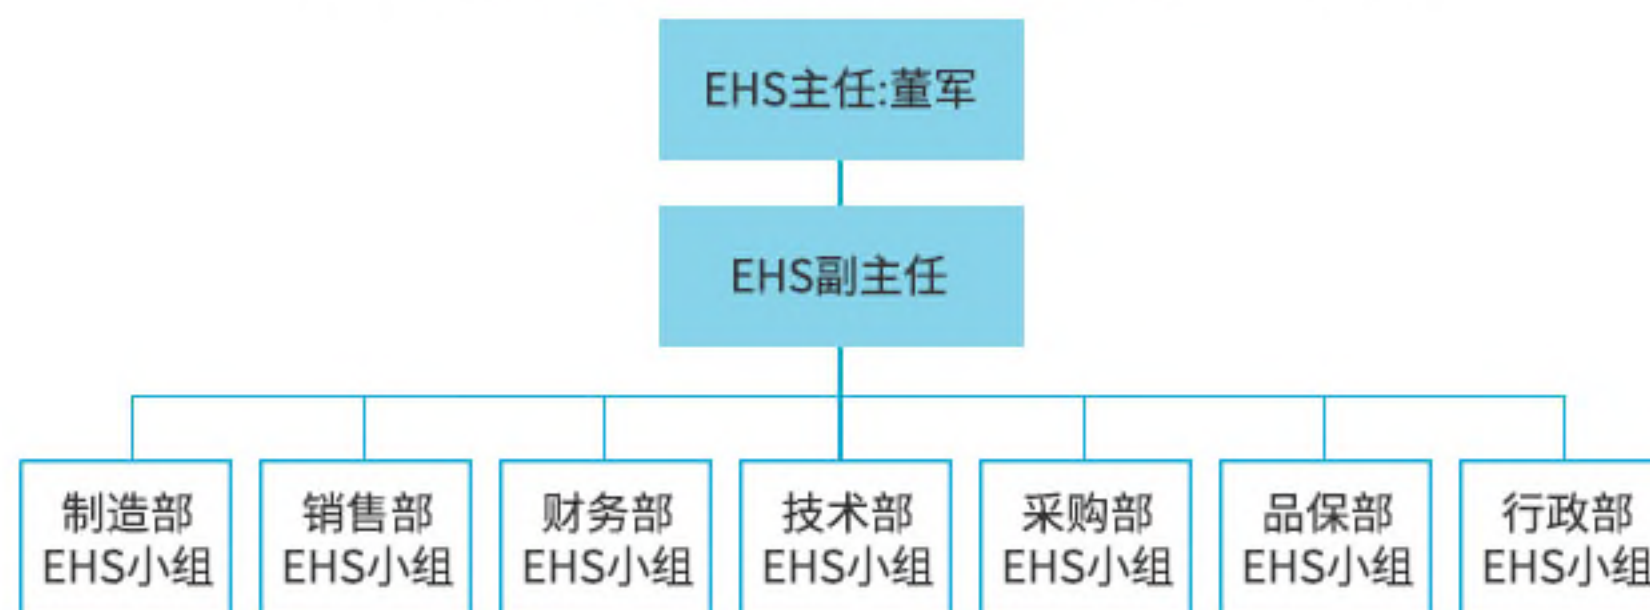 EHS主任:董军
EHS副主任
制造部
EHS小组
销售部
EHS小组
财务部
EHS小组
技术部
EHS小组
采购部
EHS小组
品保部
EHS小组
行政部
EHS小组